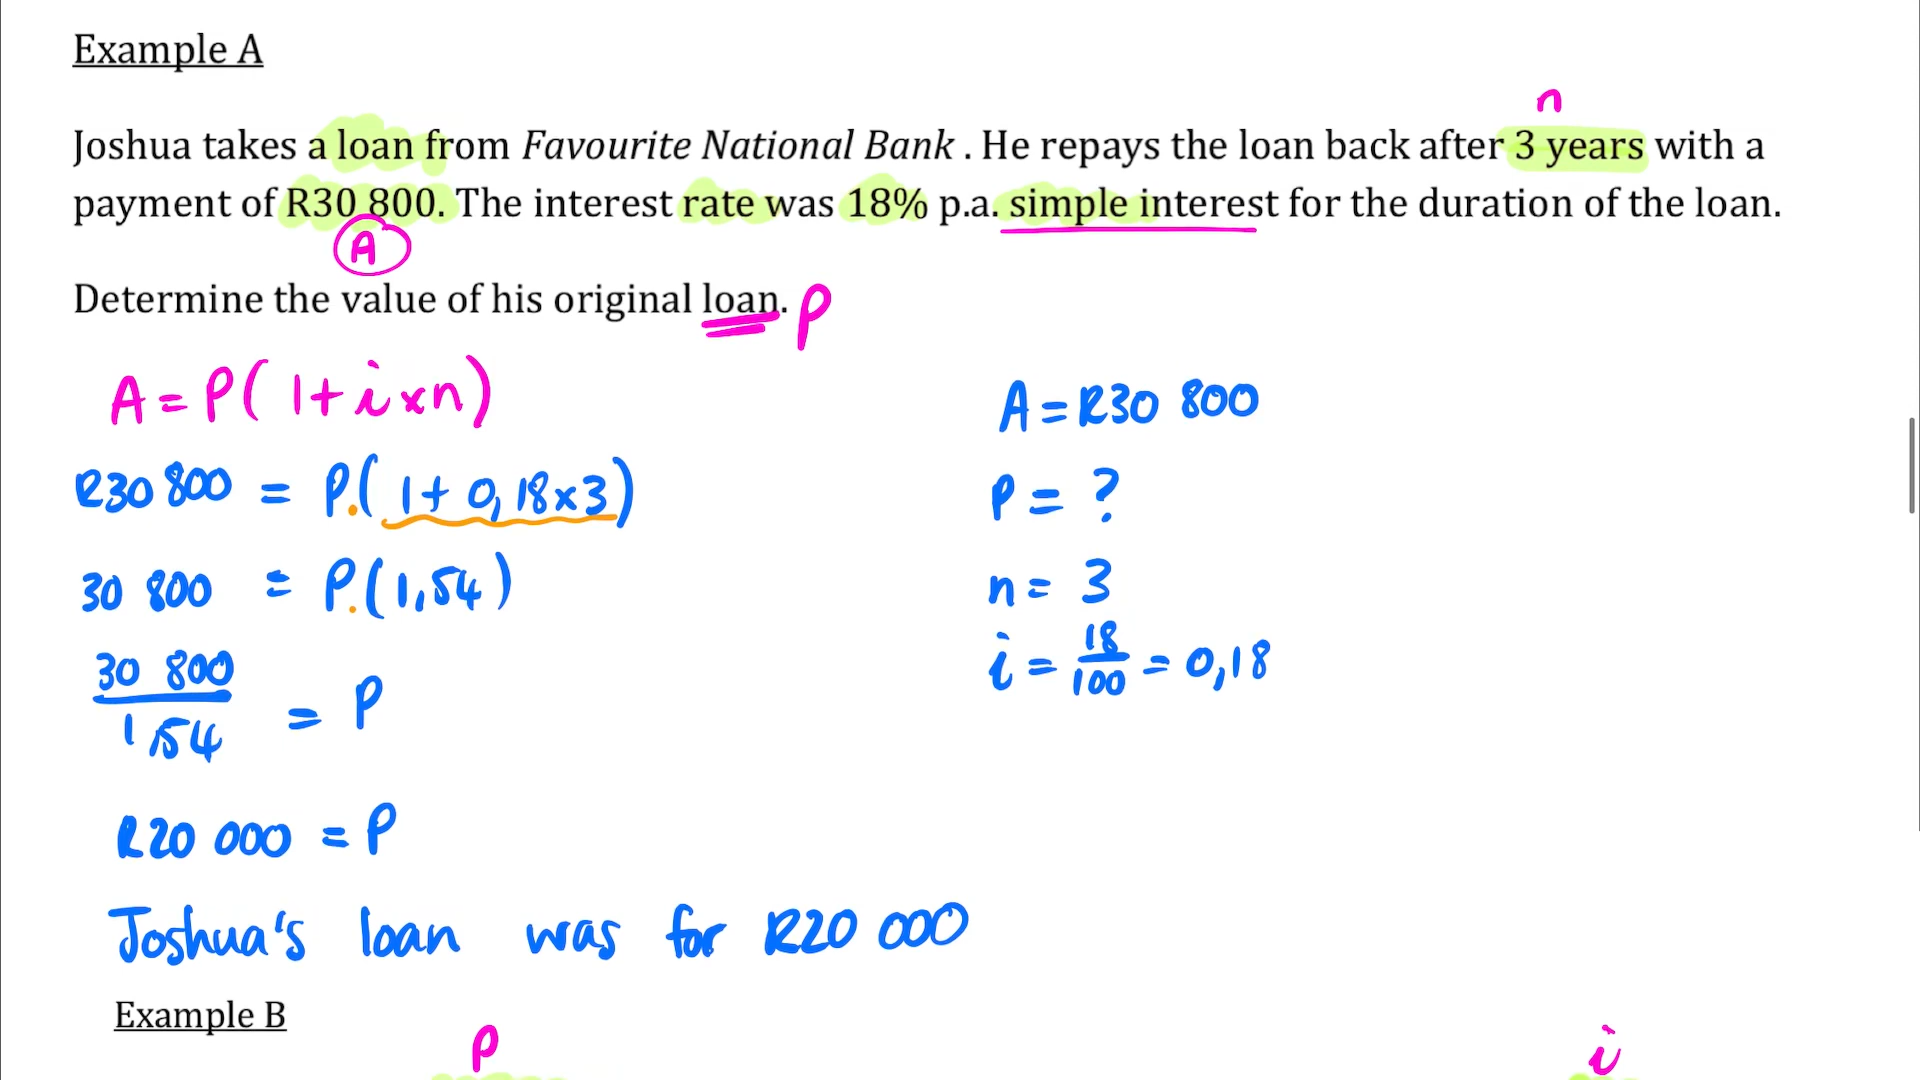 Example A
n
Joshua takes a loan from Favourite National Bank . He repays the loan back after 3 years with a
payment of R30 800. The interest rate was 18% p.a. simple interest for the duration of the loan.
A
Determine the value of his original loan. P
A = P( 1 + i × n)
R30 800 = P.( 1 + 0,18 × 3)
30 800 = P.(1,54)
30 800
1,54
= P
R20 000 = P
Joshua's loan was for R20 000
A = R30 800
P = ?
n = 3
i = 18/100 = 0,18
Example B
P i